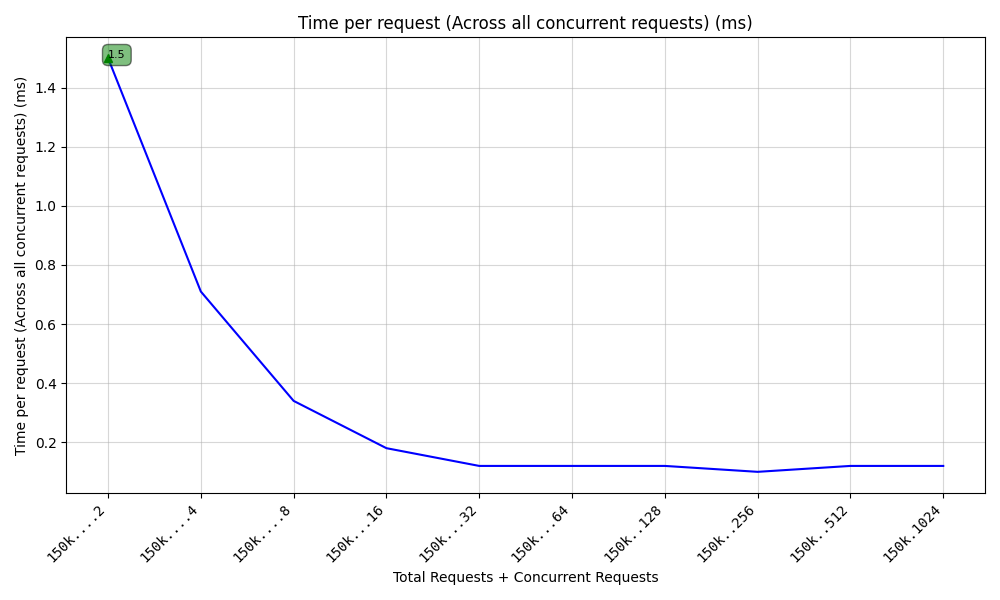 Time per request (Across all concurrent requests) (ms)
1.5
Time per request (Across all concurrent requests) (ms)
1.4
1.2
1.0
0.8
0.6
0.4
0.2
150k....2
150k....4
150k....8
150k...16
150k...32
150k...64
150k..128
150k..256
150k..512
150k.1024
Total Requests + Concurrent Requests